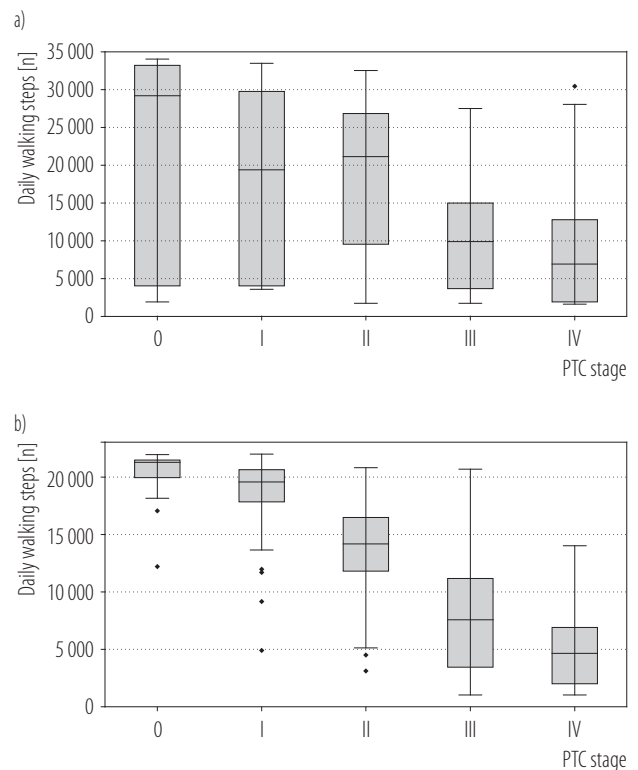 a)
Daily walking steps [n]
35 000
30 000
25 000
20 000
15 000
10 000
5 000
0
0 I II III IV
PTC stage
b)
Daily walking steps [n]
20 000
15 000
10 000
5 000
0
0 I II III IV
PTC stage